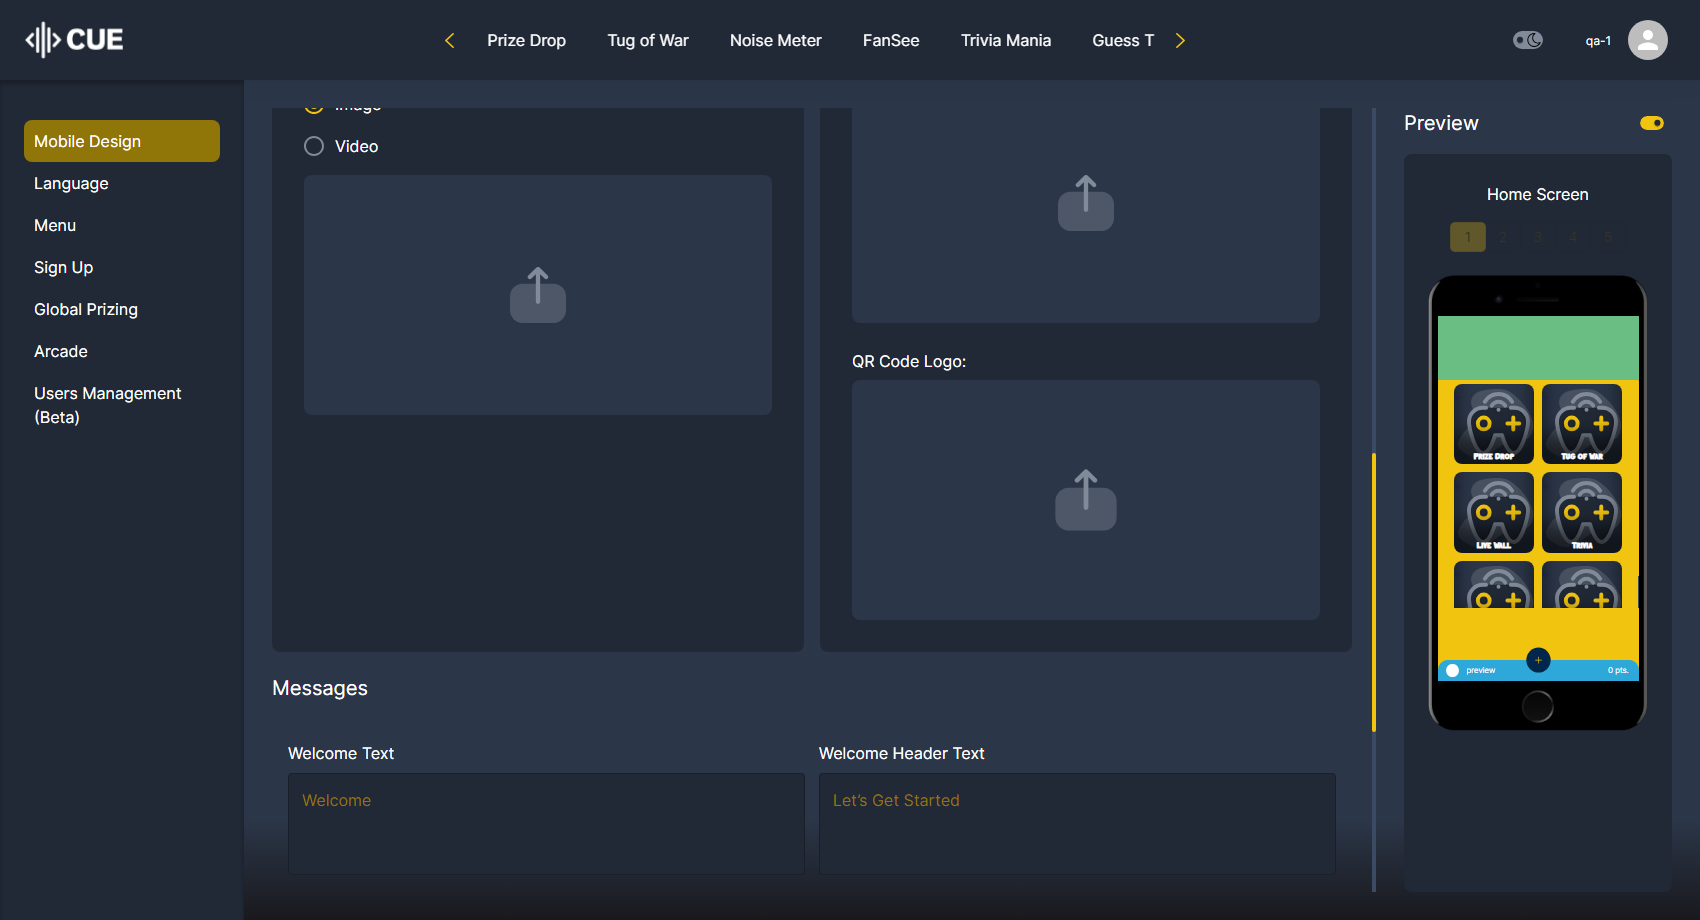 CUE
Prize Drop
Tug of War
Noise Meter
FanSee
Trivia Mania
Guess T
qa-1
Mobile Design
Language
Menu
Sign Up
Global Prizing
Arcade
Users Management
(Beta)
Image
Video
QR Code Logo:
Messages
Welcome Text
Welcome
Welcome Header Text
Let's Get Started
Preview
Home Screen
1 2 3 4 5
Prize Drop
Tug of War
Live Wall
Trivia
preview
0 pts.